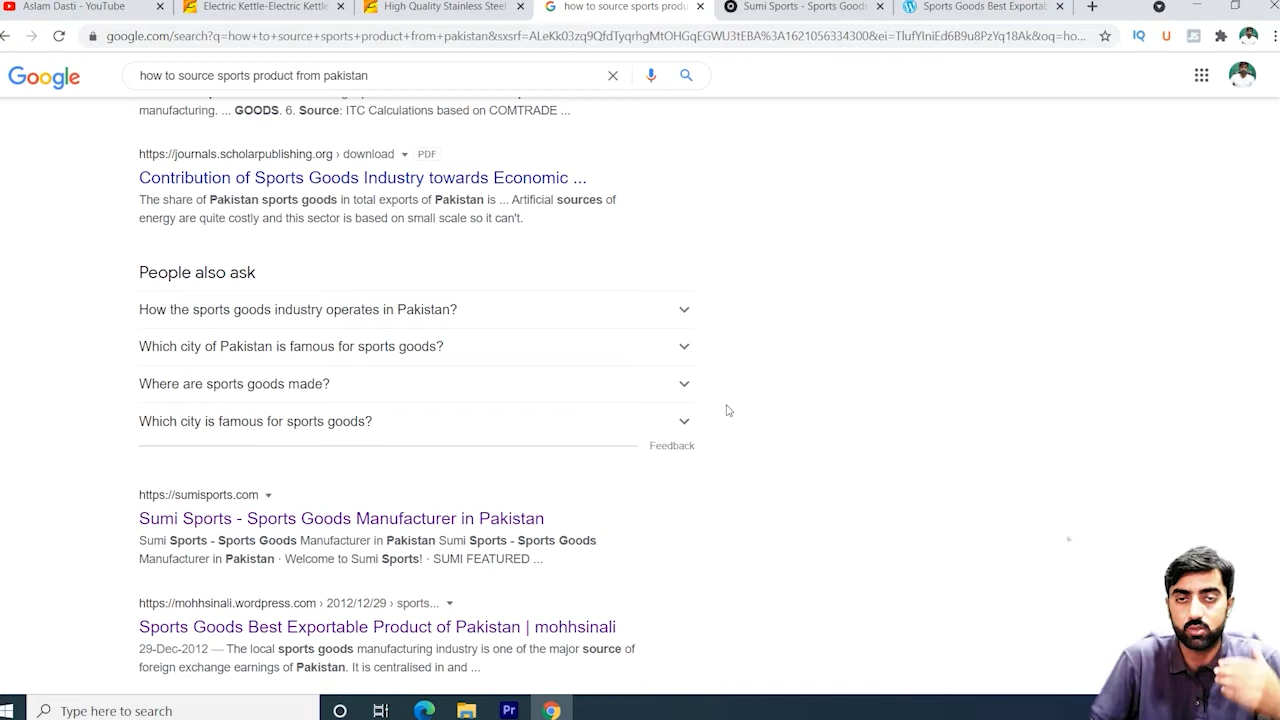 Aslam Dasti - YouTube
Electric Kettle-Electric Kettle
High Quality Stainless Steel
how to source sports produ
Sumi Sports - Sports Goods
Sports Goods Best Exportab
google.com/search?q=how+to+source+sports+product+from+pakistan&sxsrf=ALeKk03zq9QfdTyqrhgMtOHGqEGWU3tEBA%3A1621056334300&ei=TlufYIniEd6B9u8PzYq18Ak&oq=ho...
IQ
U
JS
Google
how to source sports product from pakistan
manufacturing. ... GOODS. 6. Source: ITC Calculations based on COMTRADE ...
https://journals.scholarpublishing.org › download
PDF
Contribution of Sports Goods Industry towards Economic ...
The share of Pakistan sports goods in total exports of Pakistan is ... Artificial sources of
energy are quite costly and this sector is based on small scale so it can't.
People also ask
How the sports goods industry operates in Pakistan?
Which city of Pakistan is famous for sports goods?
Where are sports goods made?
Which city is famous for sports goods?
Feedback
https://sumisports.com
Sumi Sports - Sports Goods Manufacturer in Pakistan
Sumi Sports - Sports Goods Manufacturer in Pakistan Sumi Sports - Sports Goods
Manufacturer in Pakistan · Welcome to Sumi Sports! · SUMI FEATURED ...
https://mohhsinali.wordpress.com › 2012/12/29 › sports...
Sports Goods Best Exportable Product of Pakistan | mohhsinali
29-Dec-2012 — The local sports goods manufacturing industry is one of the major source of
foreign exchange earnings of Pakistan. It is centralised in and ...
Type here to search
Pr